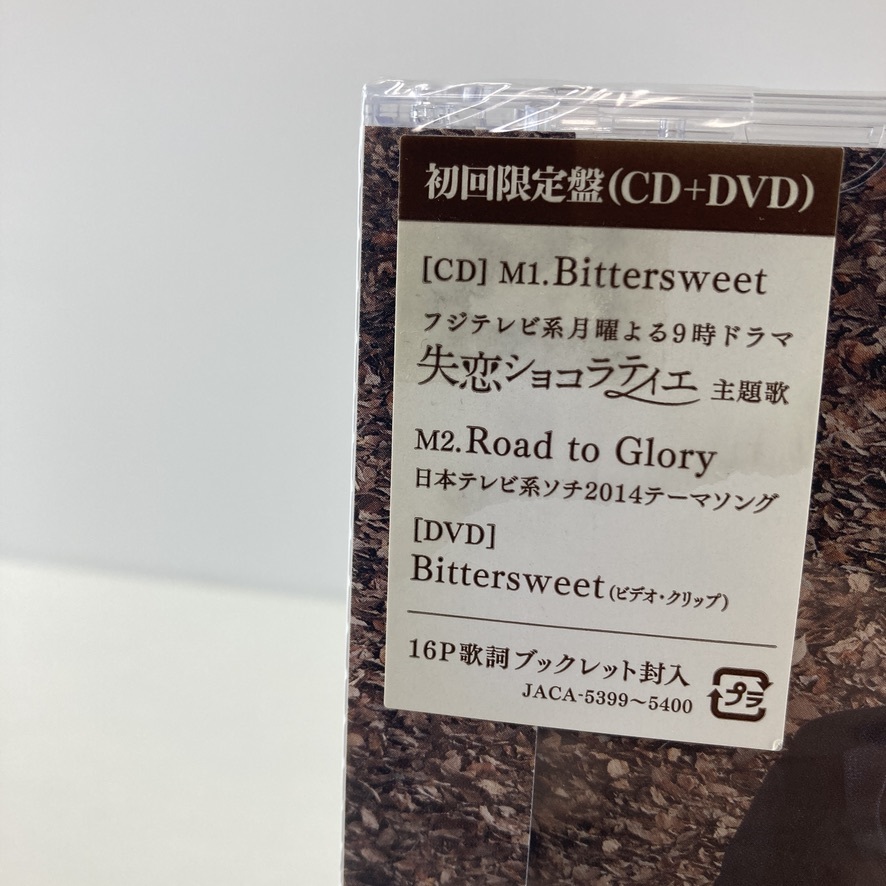 初回限定盤(CD+DVD)
[CD] M1.Bittersweet
フジテレビ系月曜よる9時ドラマ
失恋ショコラティエ 主題歌
M2.Road to Glory
日本テレビ系ソチ2014テーマソング
[DVD]
Bittersweet(ビデオ・クリップ)
16P歌詞ブックレット封入
JACA-5399〜5400
プラ